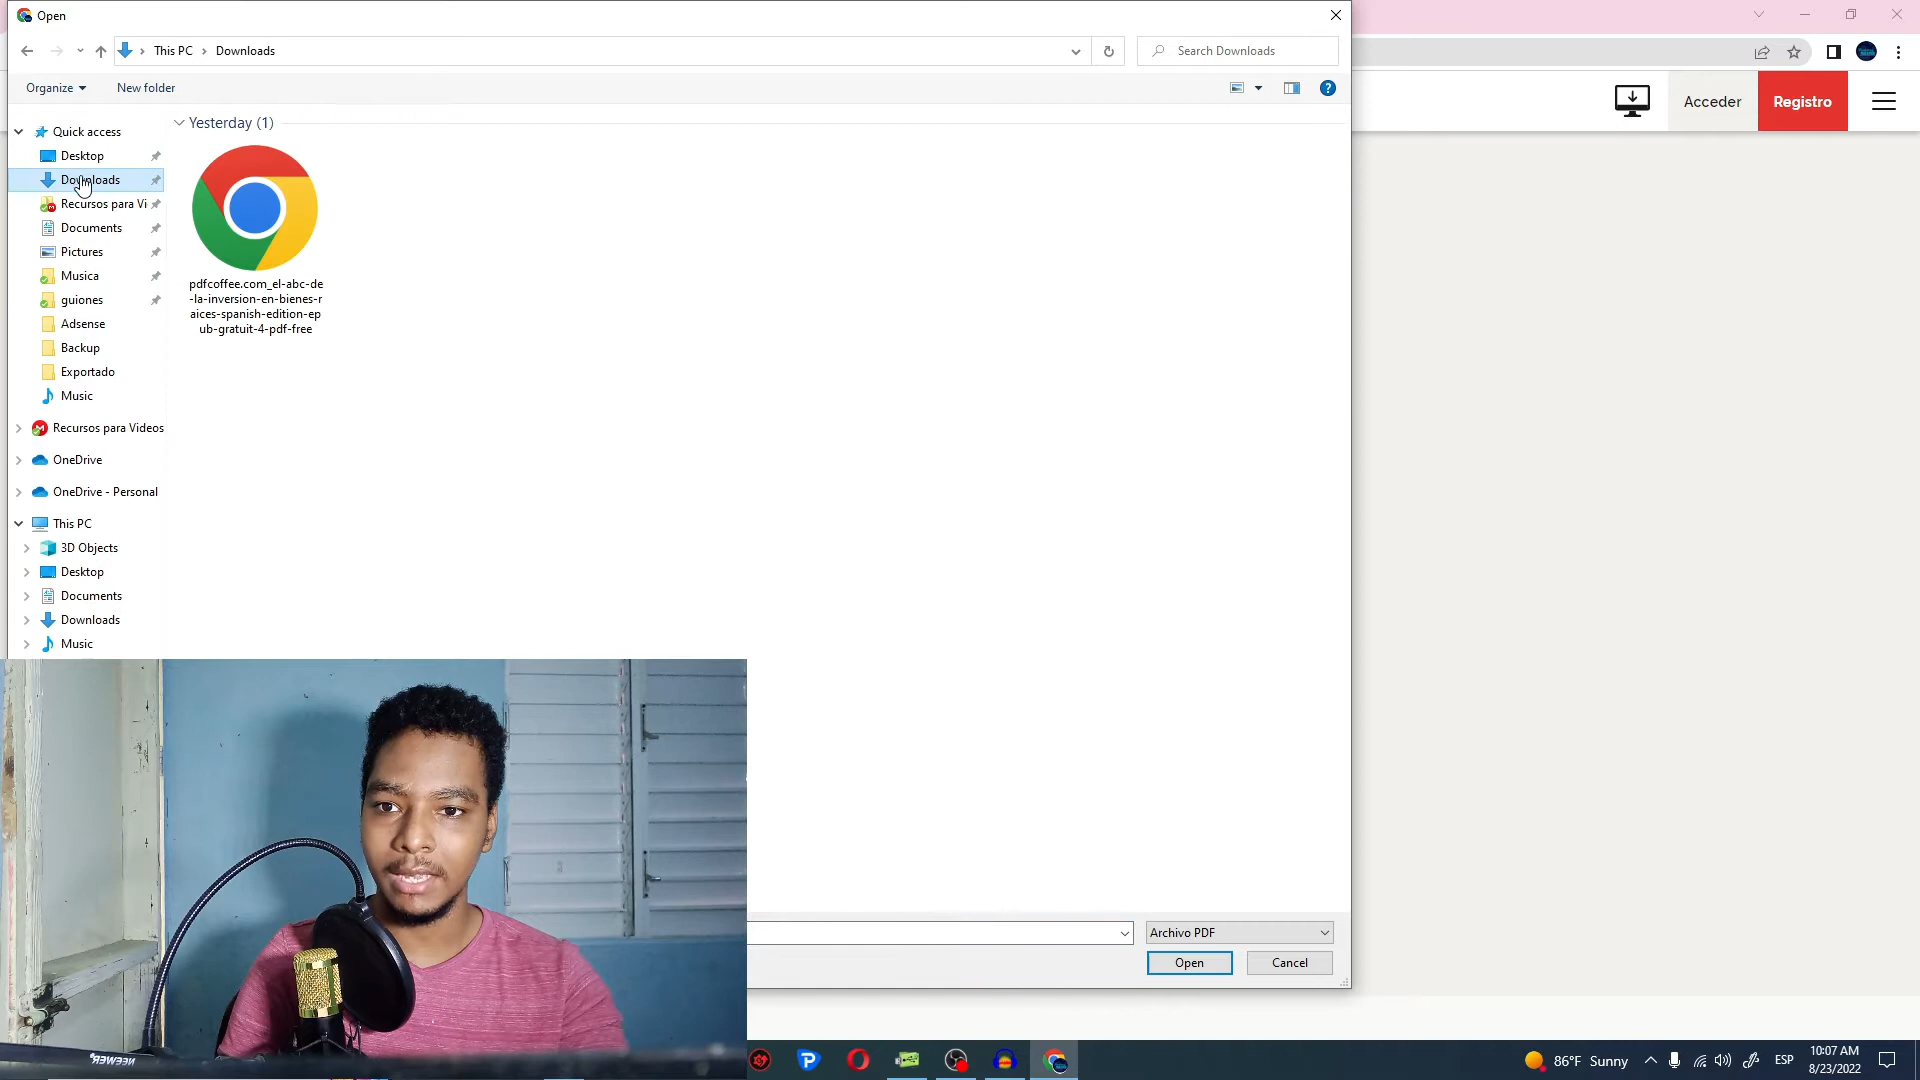 Open
This PC
Downloads
Search Downloads
Organize
New folder
Acceder
Registro
Quick access
Desktop
Downloads
Recursos para Vi
Documents
Pictures
Musica
guiones
Adsense
Backup
Exportado
Music
Recursos para Videos
OneDrive
OneDrive - Personal
This PC
3D Objects
Desktop
Documents
Downloads
Music
Yesterday (1)
pdfcoffee.com_el-abc-de
-la-inversion-en-bienes-r
aices-spanish-edition-ep
ub-gratuit-4-pdf-free
Archivo PDF
Open
Cancel
NEEWER
86°F Sunny
ESP
10:07 AM
8/23/2022